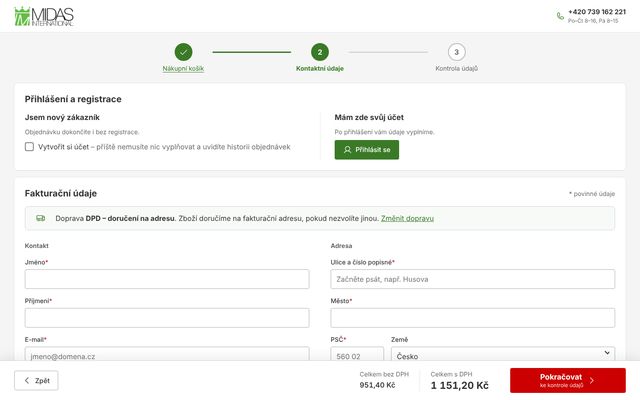 MIDAS
INTERNATIONAL
+420 739 162 221
Po–Čt 8–16, Pa 8–15
2
3
Nákupní košík
Kontaktní údaje
Kontrola údajů
Přihlášení a registrace
Jsem nový zákazník
Objednávku dokončíte i bez registrace.
Vytvořit si účet – příště nemusíte nic vyplňovat a uvidíte historii objednávek
Mám zde svůj účet
Po přihlášení vám údaje vyplníme.
Přihlásit se
Fakturační údaje
* povinné údaje
Doprava DPD – doručení na adresu. Zboží doručíme na fakturační adresu, pokud nezvolíte jinou. Změnit dopravu
Kontakt
Adresa
Jméno*
Ulice a číslo popisné*
Začněte psát, např. Husova
Příjmení*
Město*
E-mail*
PSČ*
Země
jmeno@domena.cz
560 02
Česko
Zpět
Celkem bez DPH
951,40 Kč
Celkem s DPH
1 151,20 Kč
Pokračovat
ke kontrole údajů